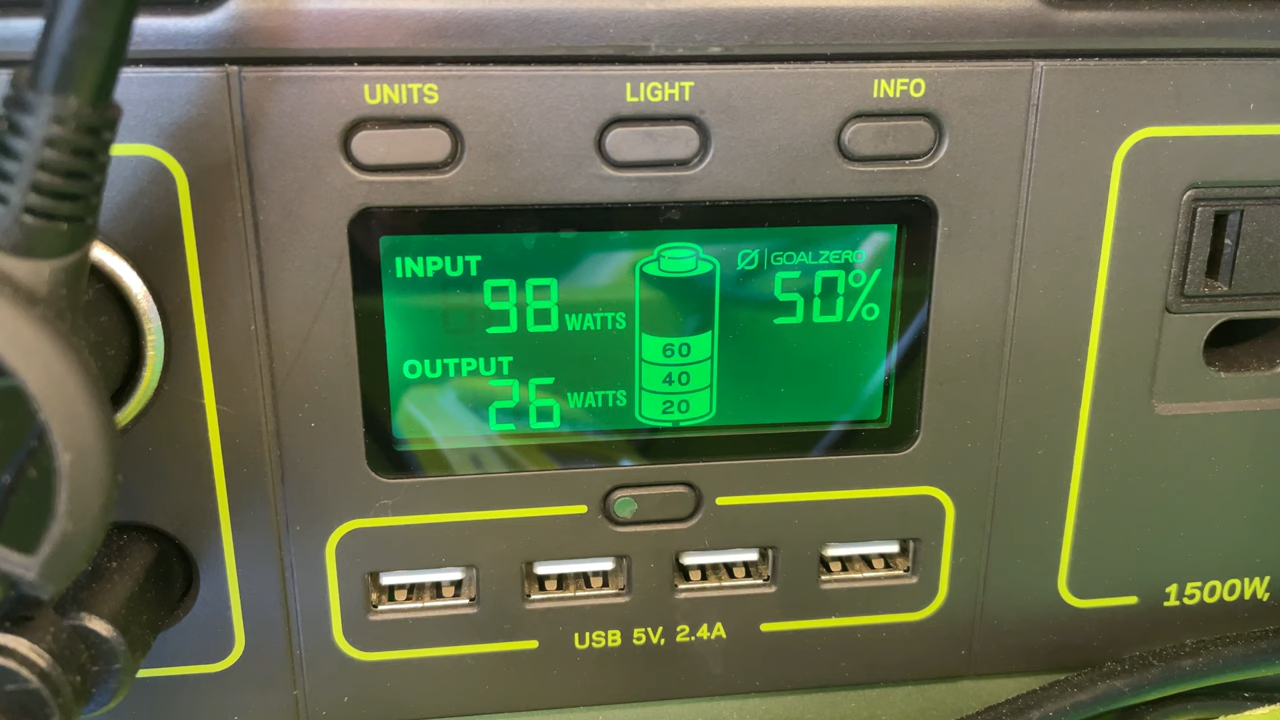 UNITS
LIGHT
INFO
INPUT
98 WATTS
OUTPUT
26 WATTS
60
40
20
GOALZERO
50%
USB 5V, 2.4A
1500W,